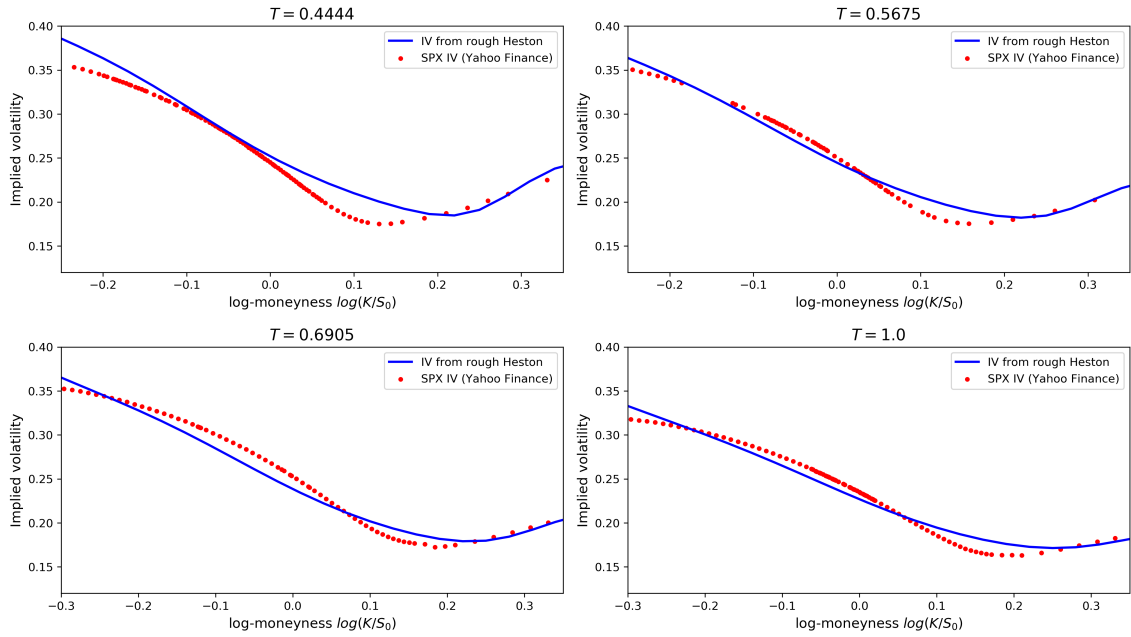 T = 0.4444
0.40
0.35
0.30
0.25
0.20
0.15
Implied volatility
IV from rough Heston
SPX IV (Yahoo Finance)
−0.2 −0.1 0.0 0.1 0.2 0.3
log-moneyness log(K/S₀)
T = 0.5675
0.40
0.35
0.30
0.25
0.20
0.15
Implied volatility
IV from rough Heston
SPX IV (Yahoo Finance)
−0.2 −0.1 0.0 0.1 0.2 0.3
log-moneyness log(K/S₀)
T = 0.6905
0.40
0.35
0.30
0.25
0.20
0.15
Implied volatility
IV from rough Heston
SPX IV (Yahoo Finance)
−0.3 −0.2 −0.1 0.0 0.1 0.2 0.3
log-moneyness log(K/S₀)
T = 1.0
0.40
0.35
0.30
0.25
0.20
0.15
Implied volatility
IV from rough Heston
SPX IV (Yahoo Finance)
−0.3 −0.2 −0.1 0.0 0.1 0.2 0.3
log-moneyness log(K/S₀)